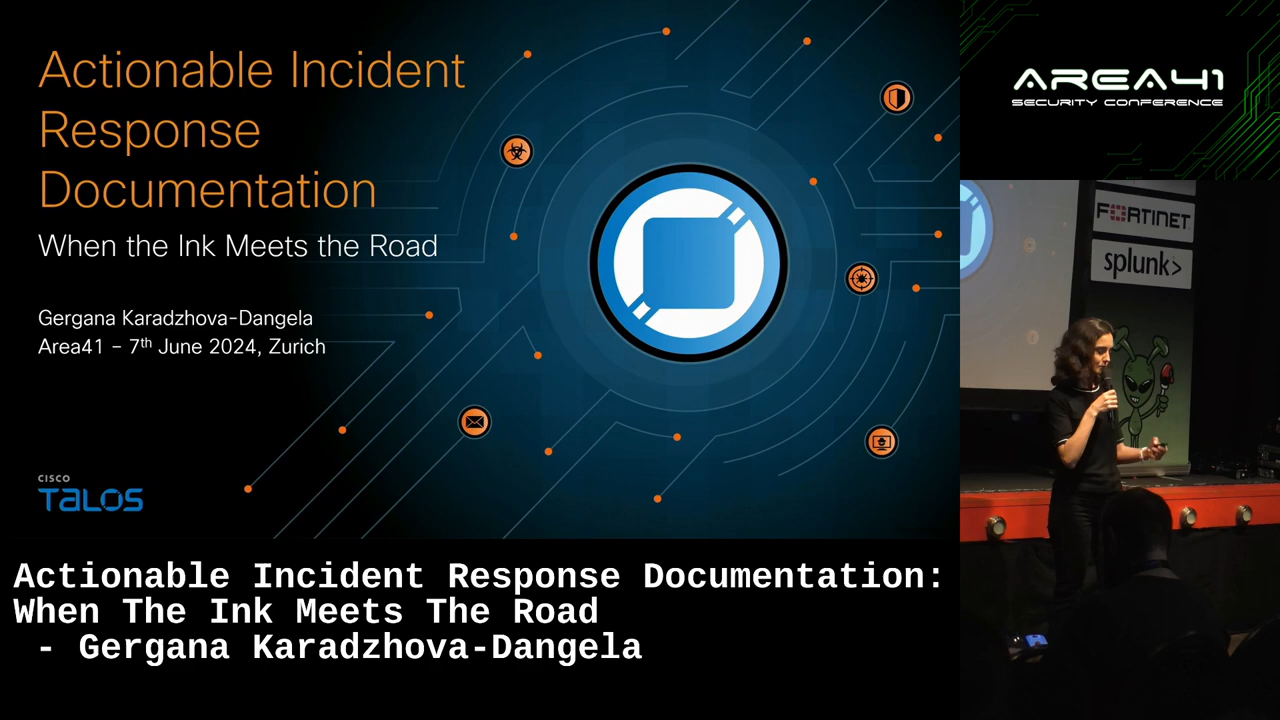 Actionable Incident
Response
Documentation
When the Ink Meets the Road
Gergana Karadzhova-Dangela
Area41 – 7th June 2024, Zurich
CISCO
TALOS
AREA41
SECURITY CONFERENCE
FORTINET
splunk>
Actionable Incident Response Documentation:
When The Ink Meets The Road
- Gergana Karadzhova-Dangela